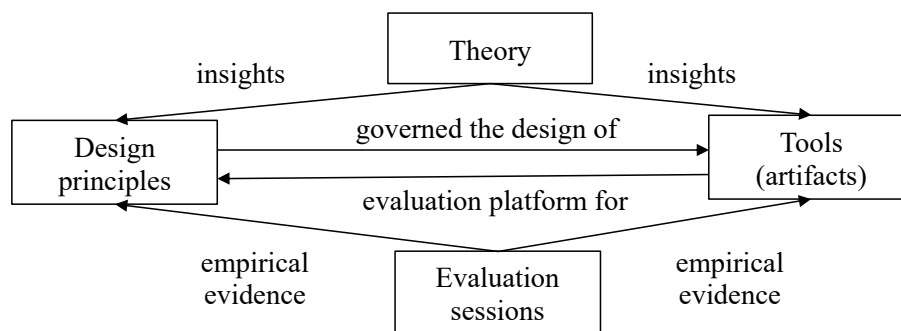 Theory
insights
insights
governed the design of
Design
principles
Tools
(artifacts)
evaluation platform for
empirical
evidence
Evaluation
sessions
empirical
evidence